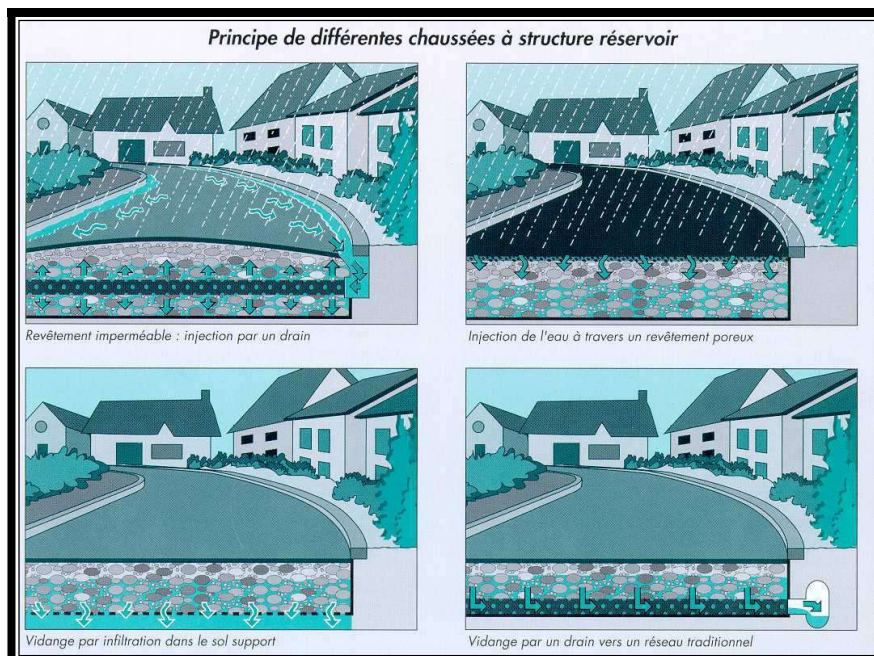 Principe de différentes chaussées à structure réservoir
Revêtement imperméable : injection par un drain
Injection de l'eau à travers un revêtement poreux
Vidange par infiltration dans le sol support
Vidange par un drain vers un réseau traditionnel